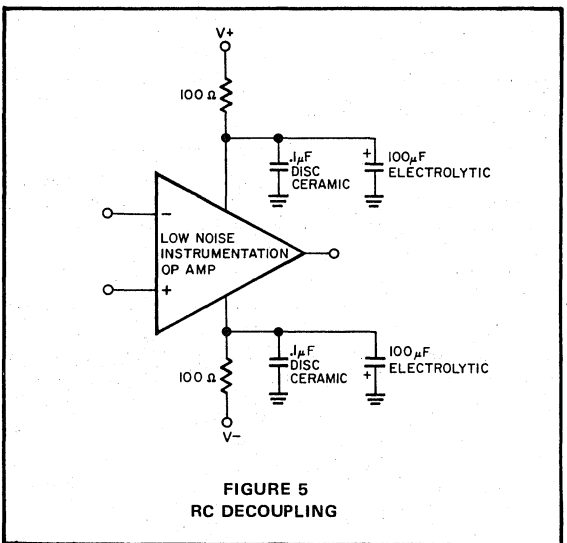 V+
100 Ω
.1µF
DISC
CERAMIC
+
100µF
ELECTROLYTIC
−
LOW NOISE
INSTRUMENTATION
OP AMP
+
100 Ω
.1µF
DISC
CERAMIC
100µF
ELECTROLYTIC
+
V−
FIGURE 5
RC DECOUPLING